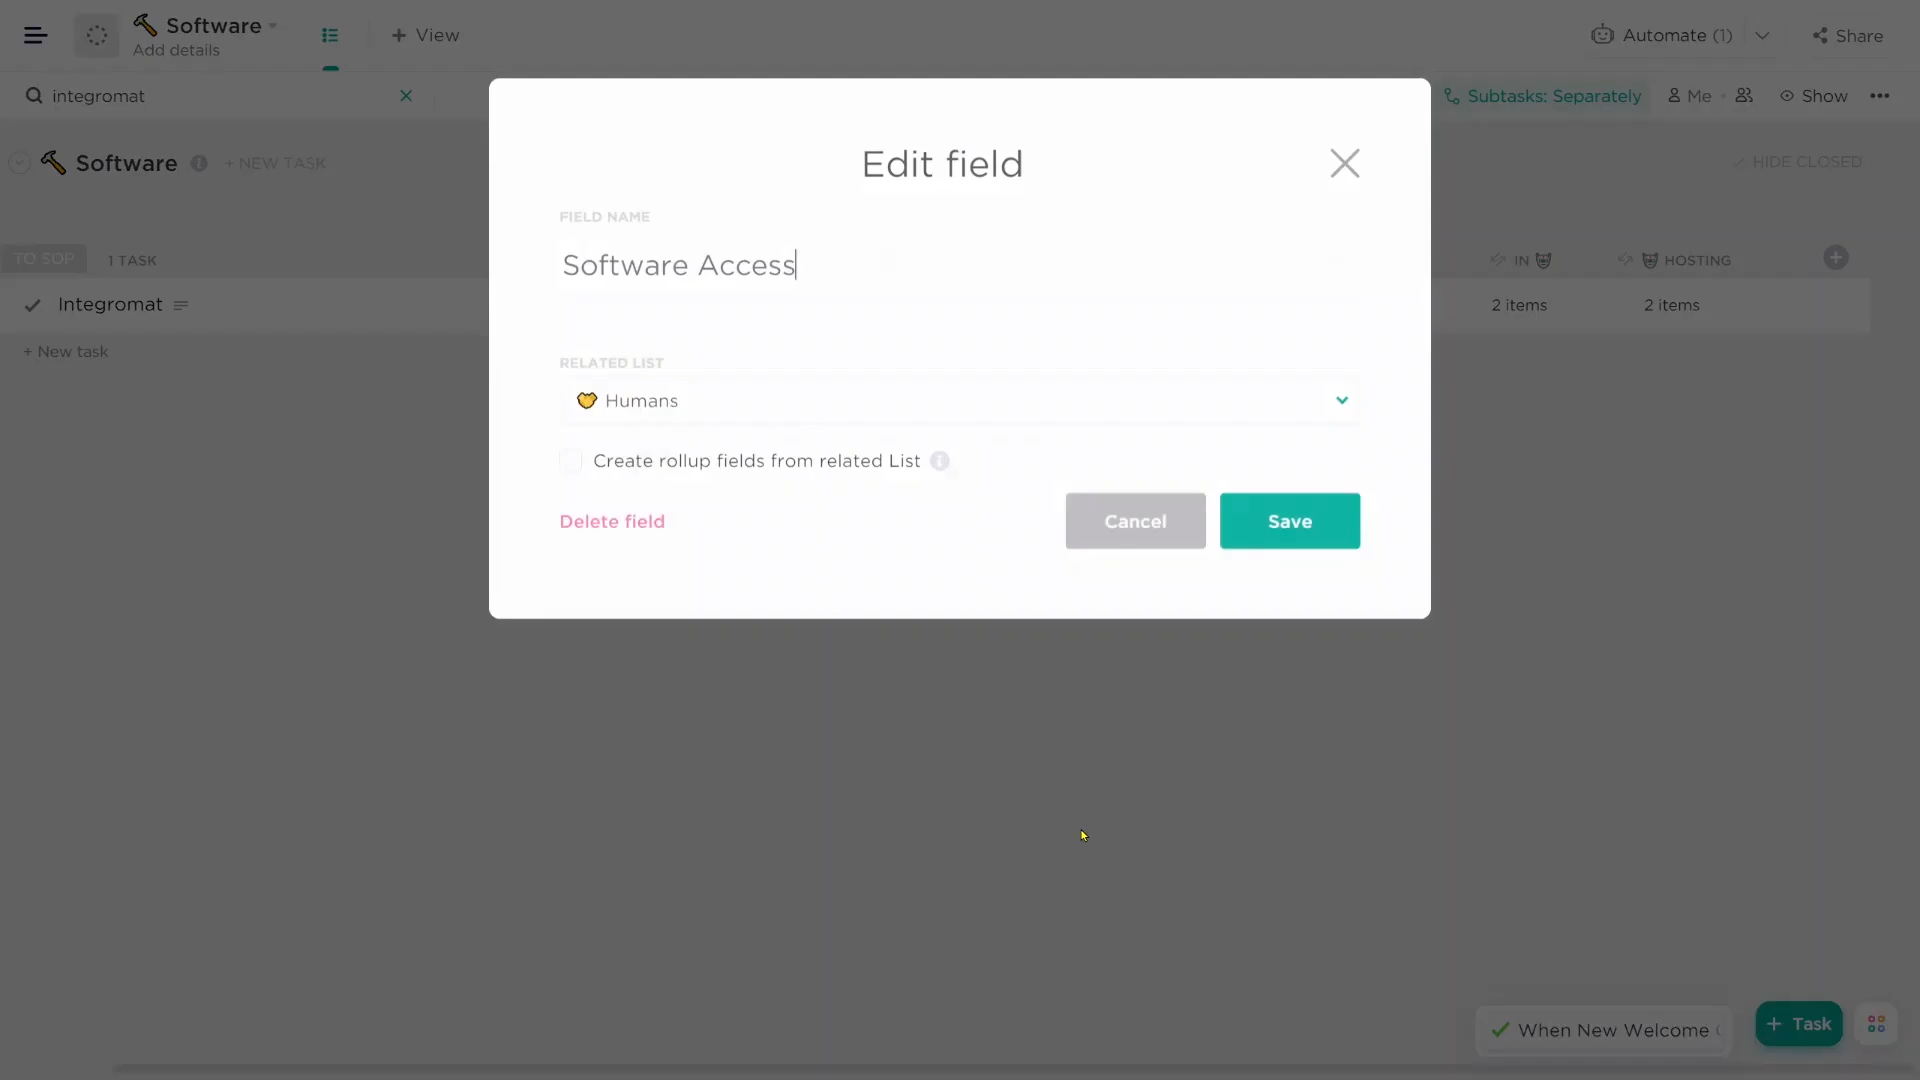 Software
Add details
+ View
Automate (1)
Share
integromat
Subtasks: Separately
Me
Show
Software
+ NEW TASK
HIDE CLOSED
Edit field
FIELD NAME
Software Access
TO SOP
1 TASK
IN
HOSTING
Integromat
2 items
2 items
+ New task
RELATED LIST
Humans
Create rollup fields from related List
Delete field
Cancel
Save
When New Welcome
+ Task